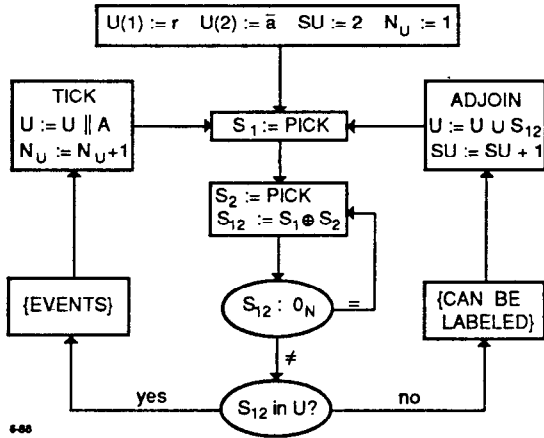 U(1) := r U(2) := a̅ SU := 2 N_U := 1
TICK
U := U ∥ A
N_U := N_U+1
S_1 := PICK
ADJOIN
U := U ∪ S_12
SU := SU + 1
S_2 := PICK
S_12 := S_1 ⊕ S_2
{EVENTS}
S_12 : 0_N
=
{CAN BE
LABELED}
≠
yes
S_12 in U?
no
6-88